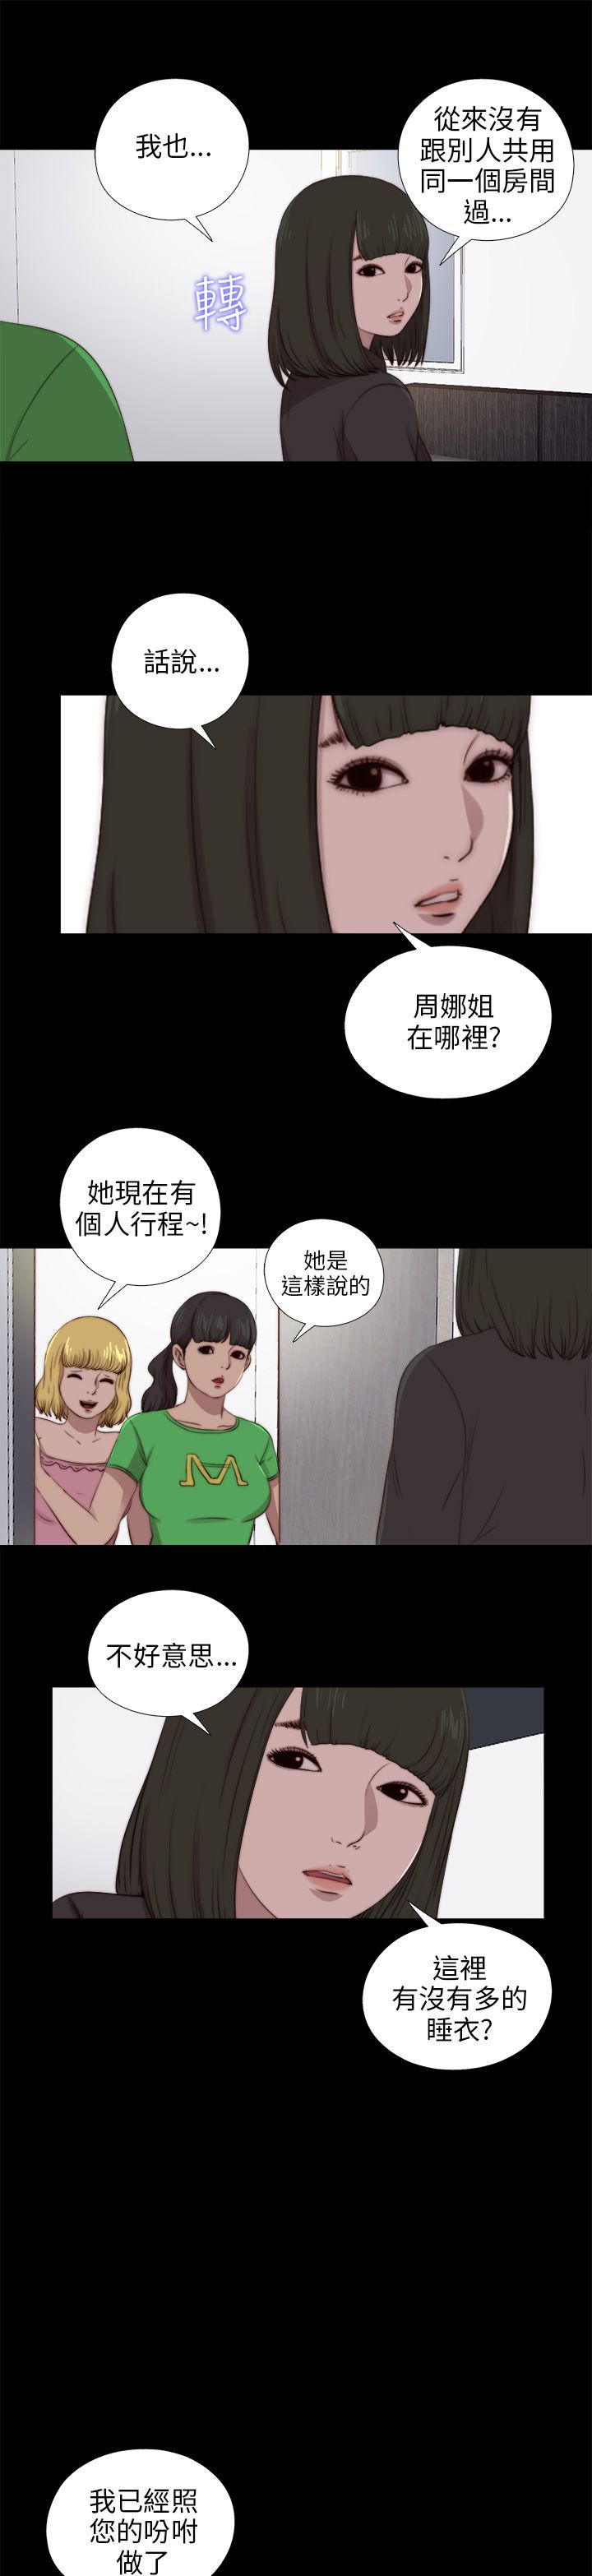 我也...
從來沒有
跟別人共用
同一個房間
過...
轉
話說...
周娜姐
在哪裡?
她現在有
個人行程~!
她是
這樣說的
M
不好意思...
這裡
有沒有多的
睡衣?
我已經照
您的吩咐
做了